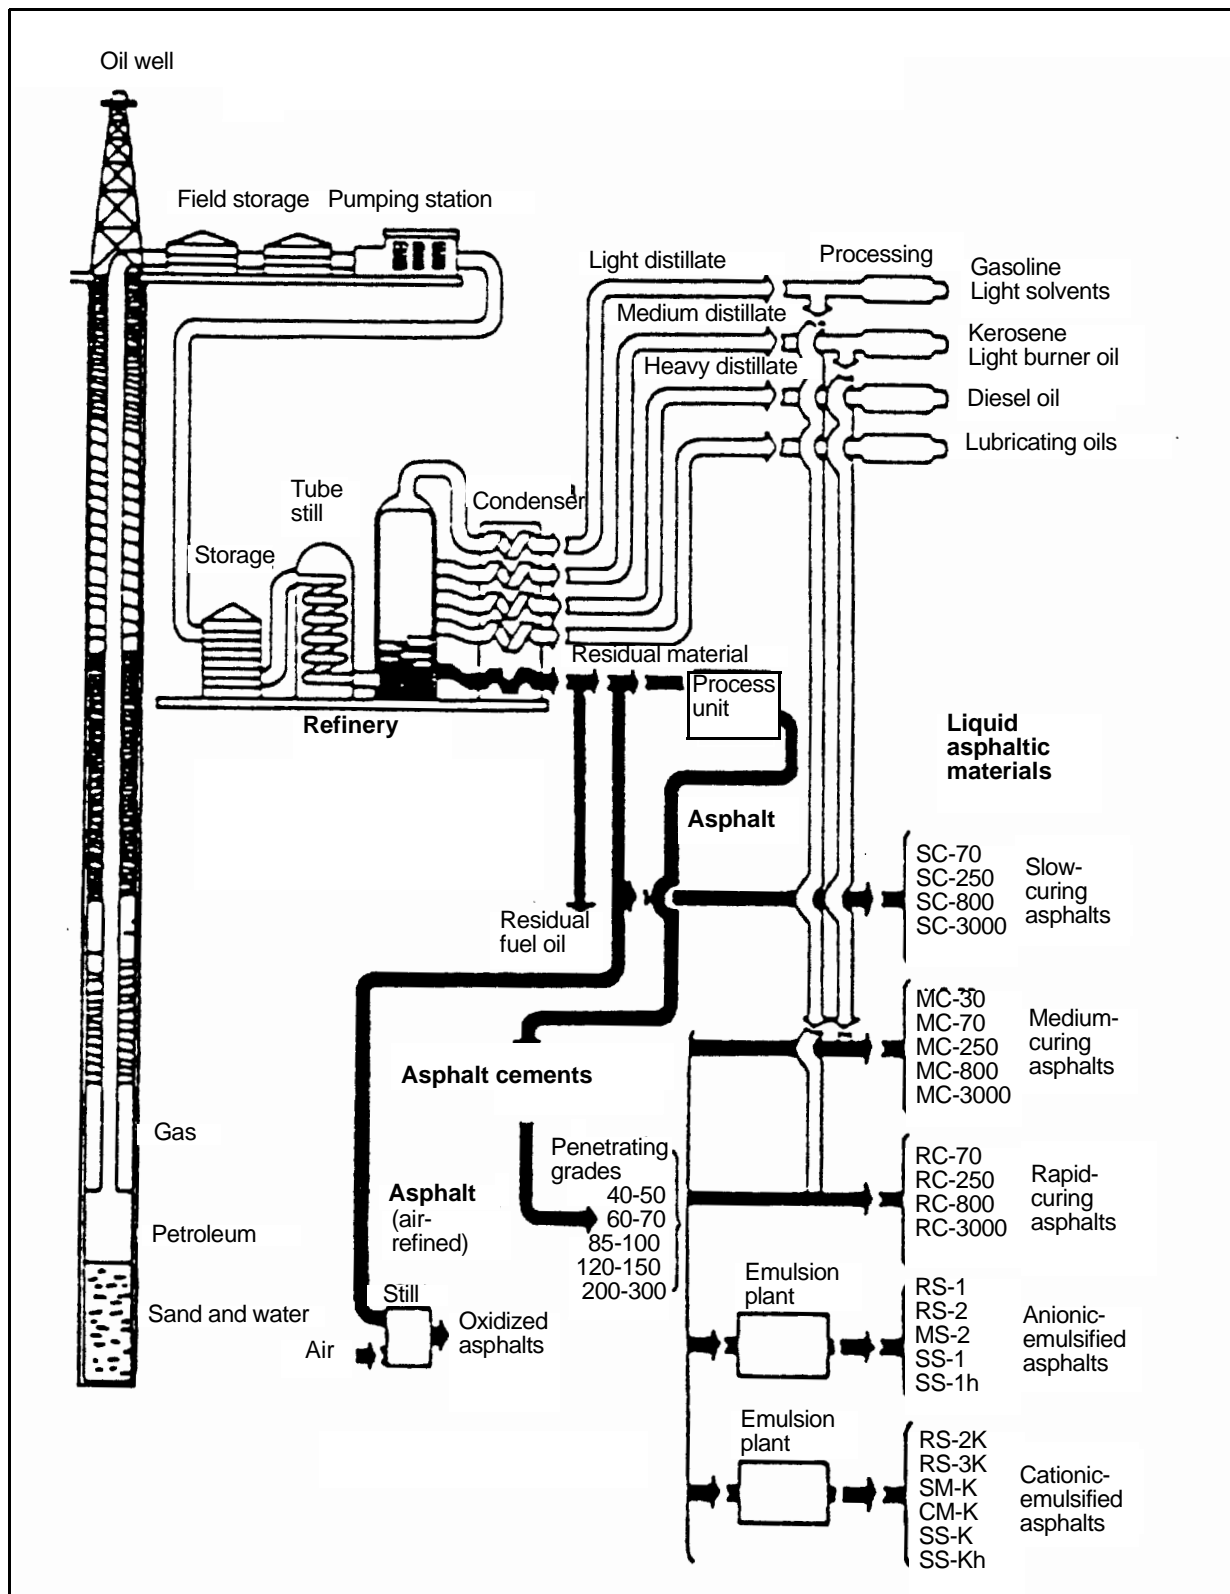 Oil well
Field storage
Pumping station
Light distillate
Processing
Gasoline
Light solvents
Medium distillate
Kerosene
Light burner oil
Heavy distillate
Diesel oil
Lubricating oils
Tube
still
Condenser
Storage
Residual material
Process
unit
Refinery
Liquid
asphaltic
materials
Asphalt
SC-70
SC-250
SC-800
SC-3000
Slow-
curing
asphalts
Residual
fuel oil
MC-30
MC-70
MC-250
MC-800
MC-3000
Medium-
curing
asphalts
Asphalt cements
Gas
Penetrating
grades
40-50
60-70
85-100
120-150
200-300
RC-70
RC-250
RC-800
RC-3000
Rapid-
curing
asphalts
Asphalt
(air-
refined)
Petroleum
Sand and water
Still
Air
Oxidized
asphalts
Emulsion
plant
RS-1
RS-2
MS-2
SS-1
SS-1h
Anionic-
emulsified
asphalts
Emulsion
plant
RS-2K
RS-3K
SM-K
CM-K
SS-K
SS-Kh
Cationic-
emulsified
asphalts